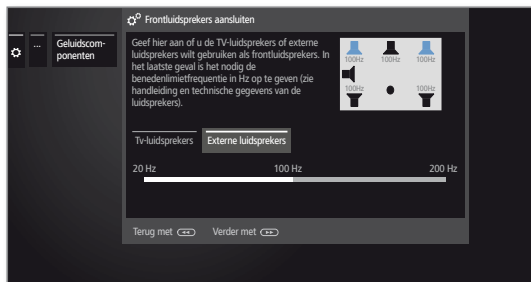 ...
Geluidscom-
ponenten
Frontluidsprekers aansluiten
Geef hier aan of u de TV-luidsprekers of externe
luidsprekers wilt gebruiken als frontluidsprekers. In
het laatste geval is het nodig de
benedenlimietfrequentie in Hz op te geven (zie
handleiding en technische gegevens van de
luidsprekers).
100Hz 100Hz 100Hz
100Hz 100Hz
Tv-luidsprekers Externe luidsprekers
20 Hz 100 Hz 200 Hz
Terug met Verder met